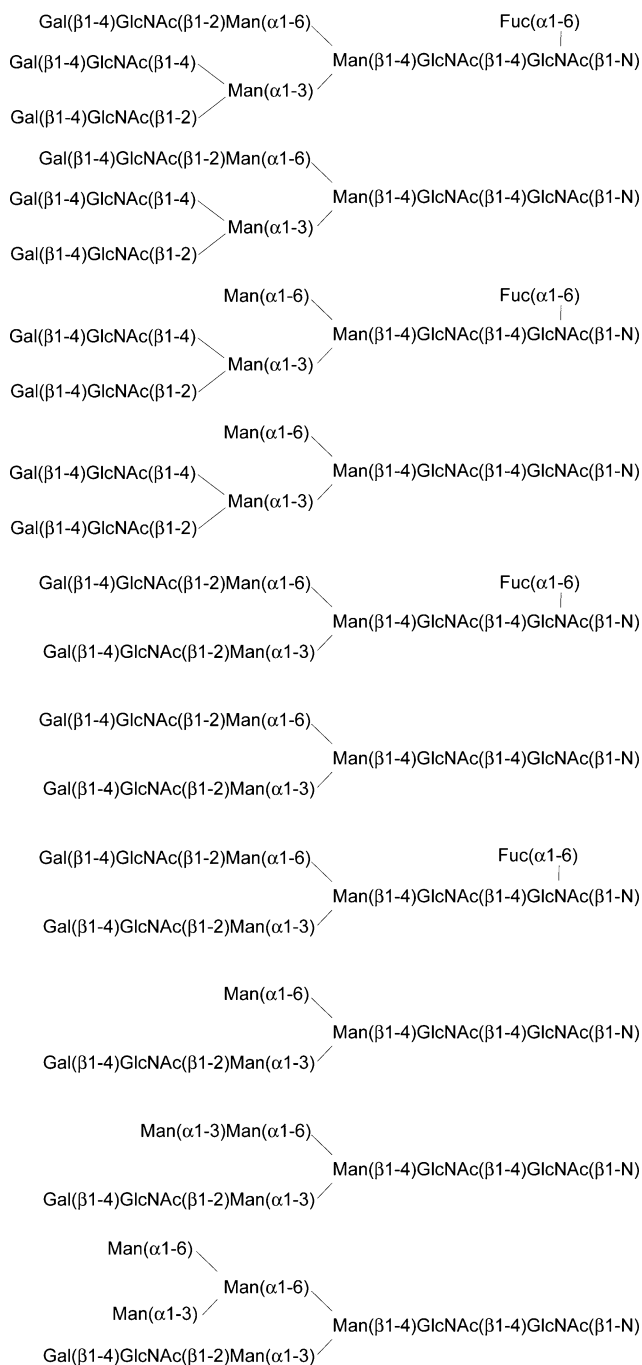 Gal(β1-4)GlcNAc(β1-2)Man(α1-6) Fuc(α1-6)
Gal(β1-4)GlcNAc(β1-4) Man(β1-4)GlcNAc(β1-4)GlcNAc(β1-N)
Man(α1-3)
Gal(β1-4)GlcNAc(β1-2)
Gal(β1-4)GlcNAc(β1-2)Man(α1-6)
Gal(β1-4)GlcNAc(β1-4) Man(β1-4)GlcNAc(β1-4)GlcNAc(β1-N)
Man(α1-3)
Gal(β1-4)GlcNAc(β1-2)
Man(α1-6) Fuc(α1-6)
Gal(β1-4)GlcNAc(β1-4) Man(β1-4)GlcNAc(β1-4)GlcNAc(β1-N)
Man(α1-3)
Gal(β1-4)GlcNAc(β1-2)
Man(α1-6)
Gal(β1-4)GlcNAc(β1-4) Man(β1-4)GlcNAc(β1-4)GlcNAc(β1-N)
Man(α1-3)
Gal(β1-4)GlcNAc(β1-2)
Gal(β1-4)GlcNAc(β1-2)Man(α1-6) Fuc(α1-6)
Man(β1-4)GlcNAc(β1-4)GlcNAc(β1-N)
Gal(β1-4)GlcNAc(β1-2)Man(α1-3)
Gal(β1-4)GlcNAc(β1-2)Man(α1-6)
Man(β1-4)GlcNAc(β1-4)GlcNAc(β1-N)
Gal(β1-4)GlcNAc(β1-2)Man(α1-3)
Gal(β1-4)GlcNAc(β1-2)Man(α1-6) Fuc(α1-6)
Man(β1-4)GlcNAc(β1-4)GlcNAc(β1-N)
Gal(β1-4)GlcNAc(β1-2)Man(α1-3)
Man(α1-6)
Man(β1-4)GlcNAc(β1-4)GlcNAc(β1-N)
Gal(β1-4)GlcNAc(β1-2)Man(α1-3)
Man(α1-3)Man(α1-6)
Man(β1-4)GlcNAc(β1-4)GlcNAc(β1-N)
Gal(β1-4)GlcNAc(β1-2)Man(α1-3)
Man(α1-6)
Man(α1-6)
Man(α1-3)
Man(β1-4)GlcNAc(β1-4)GlcNAc(β1-N)
Gal(β1-4)GlcNAc(β1-2)Man(α1-3)